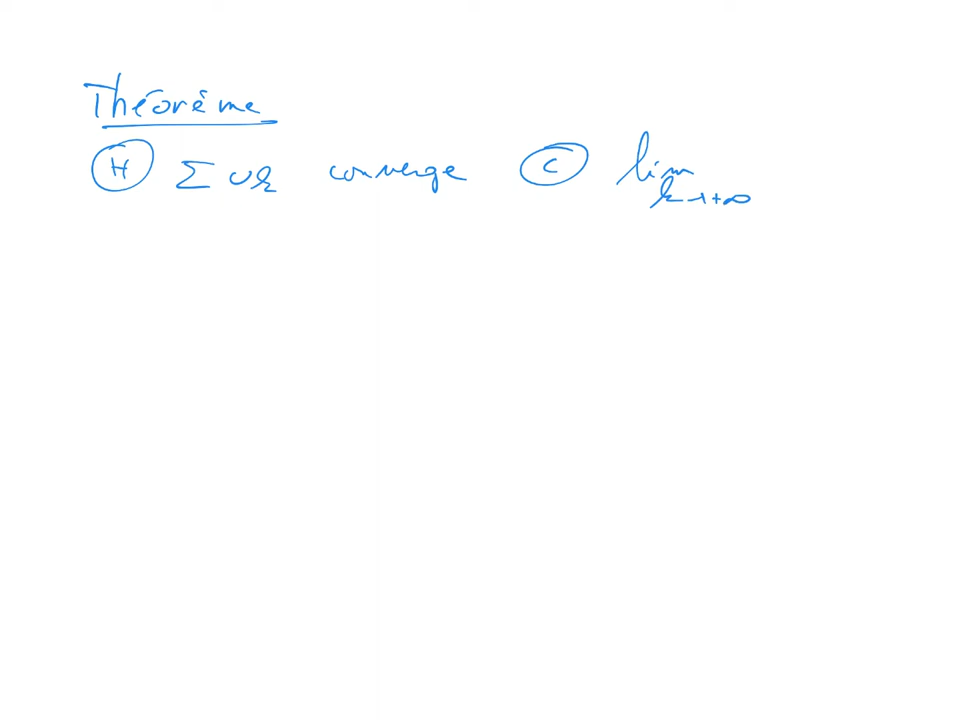 Théorème
(H) Σ uk converge (C) lim
k→+∞